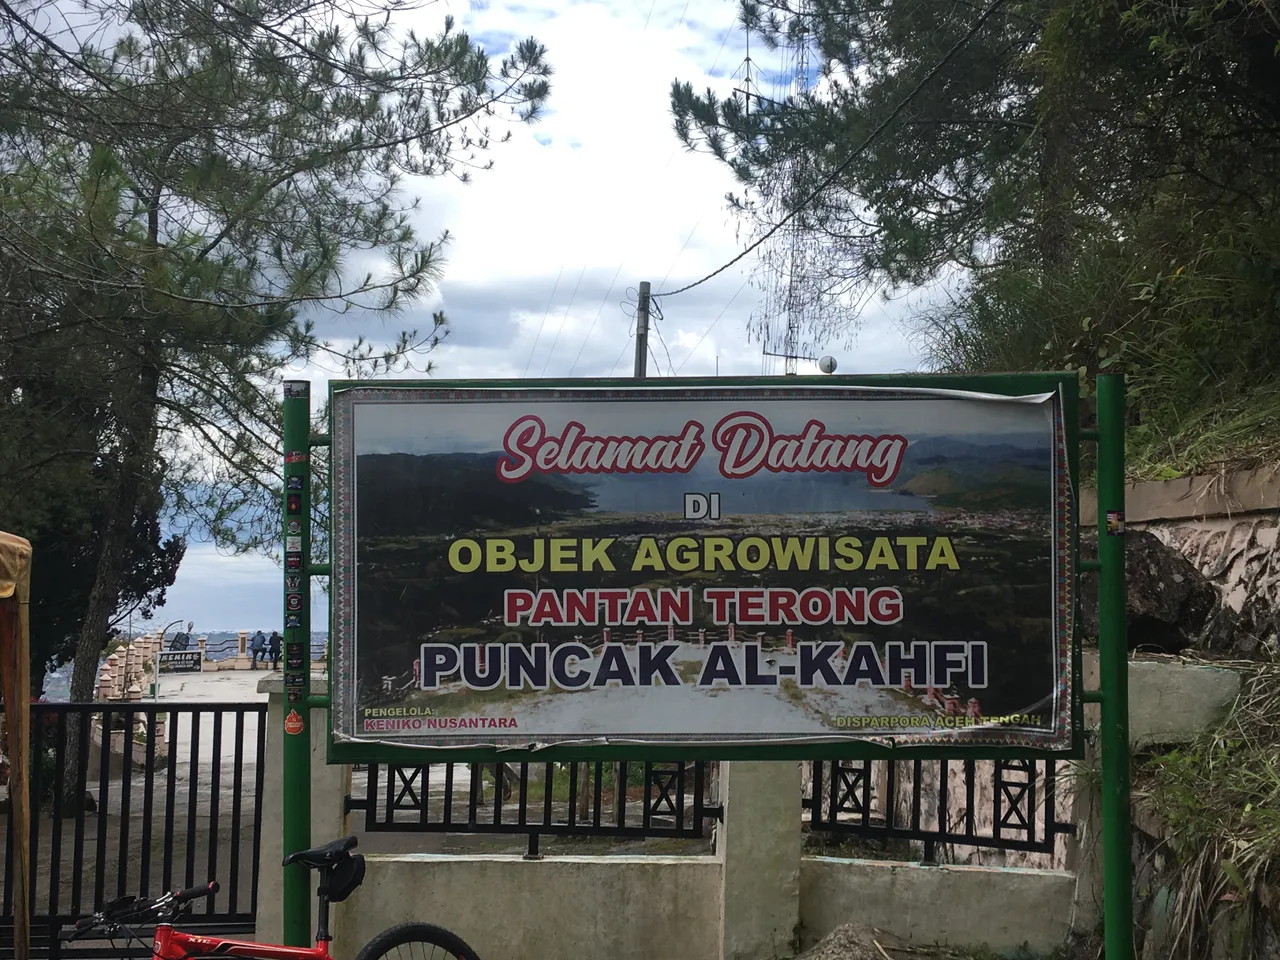 Selamat Datang
DI
OBJEK AGROWISATA
PANTAN TERONG
PUNCAK AL-KAHFI
PENGELOLA:
KENIKO NUSANTARA
DISPARPORA ACEH TENGAH